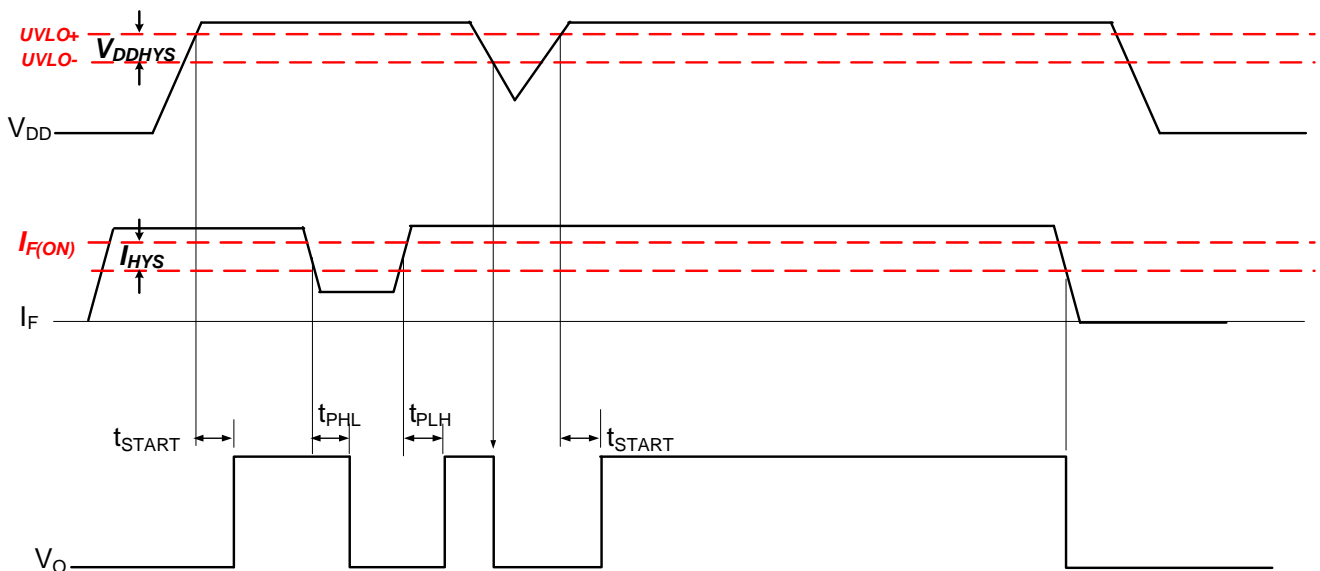 UVLO+
VDDHYS
UVLO-
VDD
IF(ON)
IHYS
IF
tSTART
tPHL
tPLH
tSTART
VO